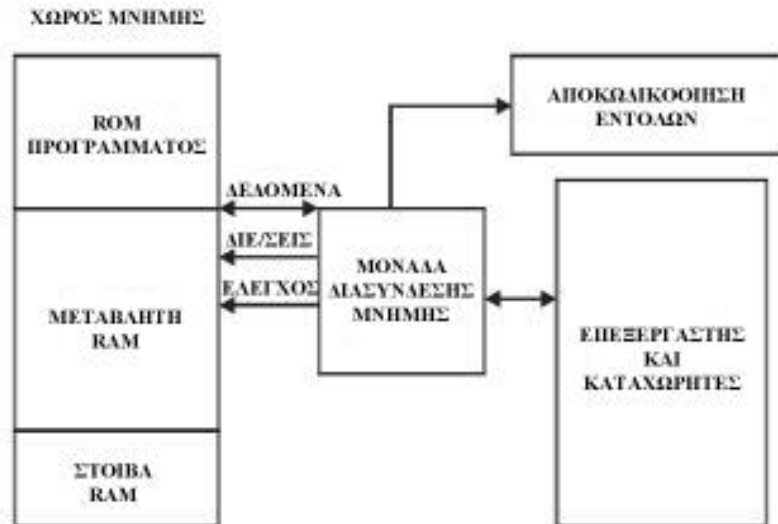 ΧΩΡΟΣ ΜΝΗΜΗΣ
ROM
ΠΡΟΓΡΑΜΜΑΤΟΣ
ΑΠΟΚΩΔΙΚΟΟΙΗΣΗ
ΕΝΤΟΛΩΝ
ΔΕΔΟΜΕΝΑ
ΔΙΕ/ΣΕΙΣ
ΕΛΕΓΧΟΣ
ΜΟΝΑΔΑ
ΔΙΑΣΥΝΔΕΣΗΣ
ΜΝΗΜΗΣ
ΜΕΤΑΒΛΗΤΗ
RAM
ΕΠΕΞΕΡΓΑΣΤΗΣ
ΚΑΙ
ΚΑΤΑΧΩΡΗΤΕΣ
ΣΤΟΙΒΑ
RAM